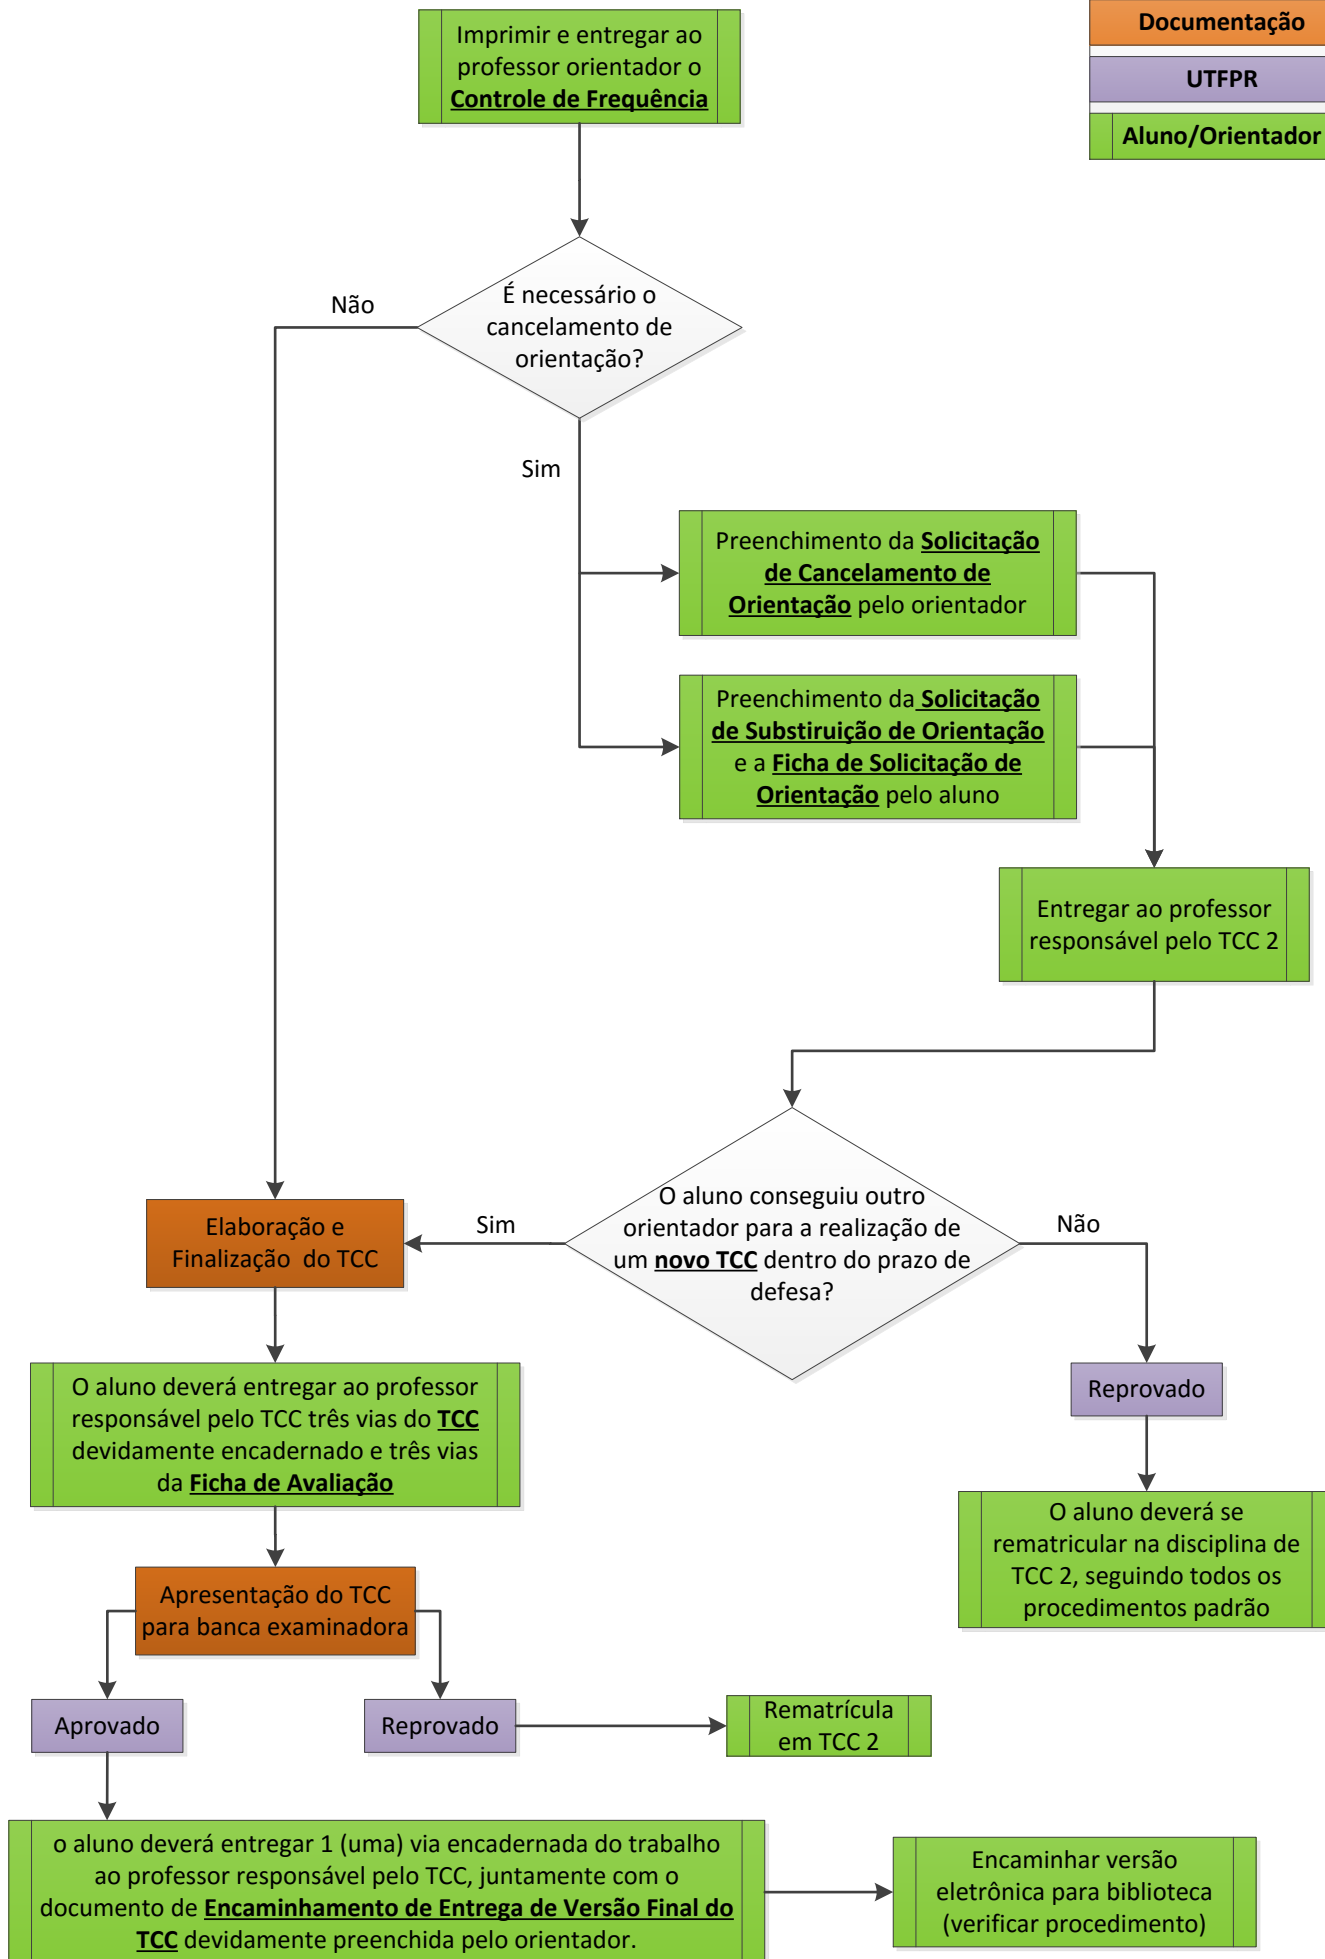 Imprimir e entregar ao
professor orientador o
Controle de Frequência
Documentação
UTFPR
Aluno/Orientador
É necessário o
cancelamento de
orientação?
Não
Sim
Preenchimento da Solicitação
de Cancelamento de
Orientação pelo orientador
Preenchimento da Solicitação
de Substiruição de Orientação
e a Ficha de Solicitação de
Orientação pelo aluno
Entregar ao professor
responsável pelo TCC 2
O aluno conseguiu outro
orientador para a realização de
um novo TCC dentro do prazo de
defesa?
Sim
Não
Elaboração e
Finalização do TCC
Reprovado
O aluno deverá entregar ao professor
responsável pelo TCC três vias do TCC
devidamente encadernado e três vias
da Ficha de Avaliação
O aluno deverá se
rematricular na disciplina de
TCC 2, seguindo todos os
procedimentos padrão
Apresentação do TCC
para banca examinadora
Aprovado
Reprovado
Rematrícula
em TCC 2
o aluno deverá entregar 1 (uma) via encadernada do trabalho
ao professor responsável pelo TCC, juntamente com o
documento de Encaminhamento de Entrega de Versão Final do
TCC devidamente preenchida pelo orientador.
Encaminhar versão
eletrônica para biblioteca
(verificar procedimento)